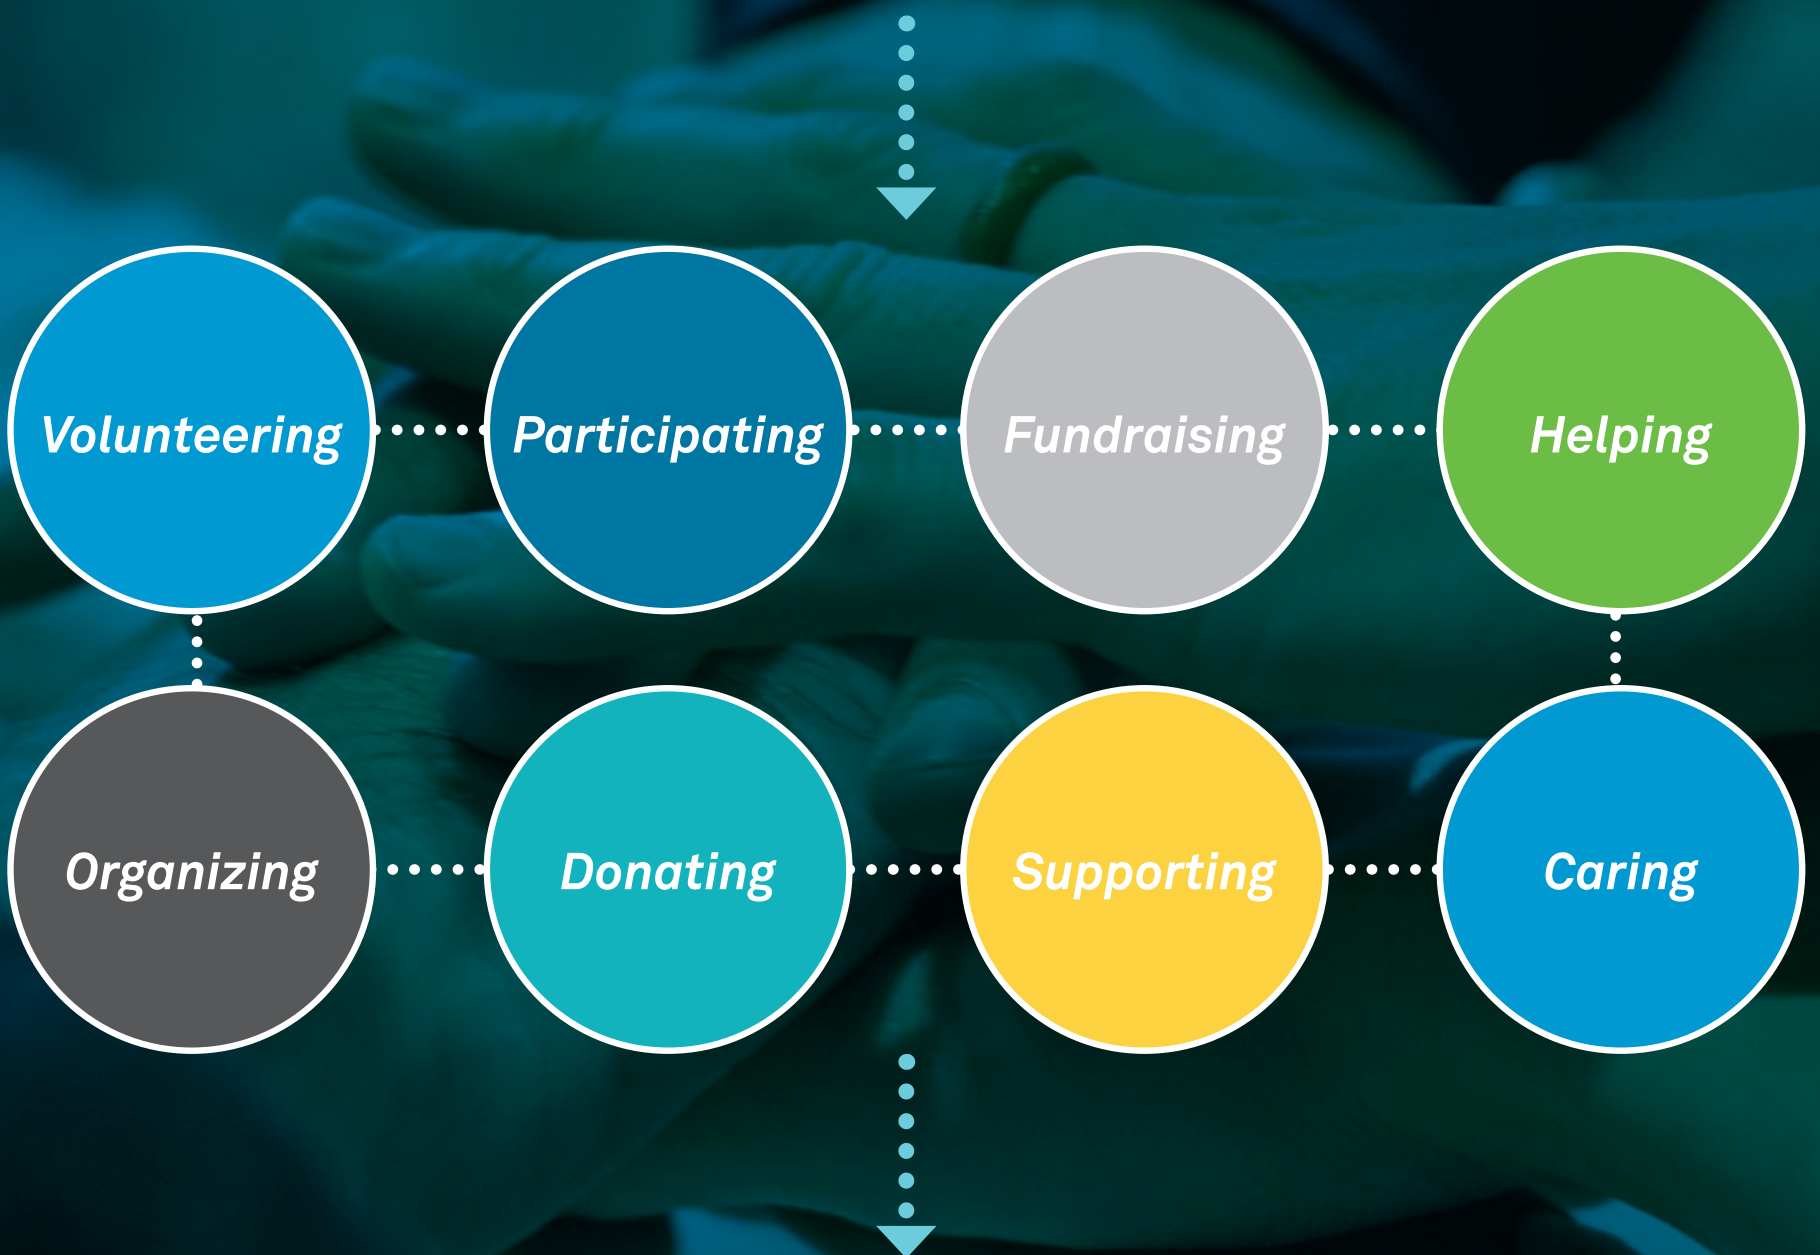 Volunteering
Participating
Fundraising
Helping
Organizing
Donating
Supporting
Caring